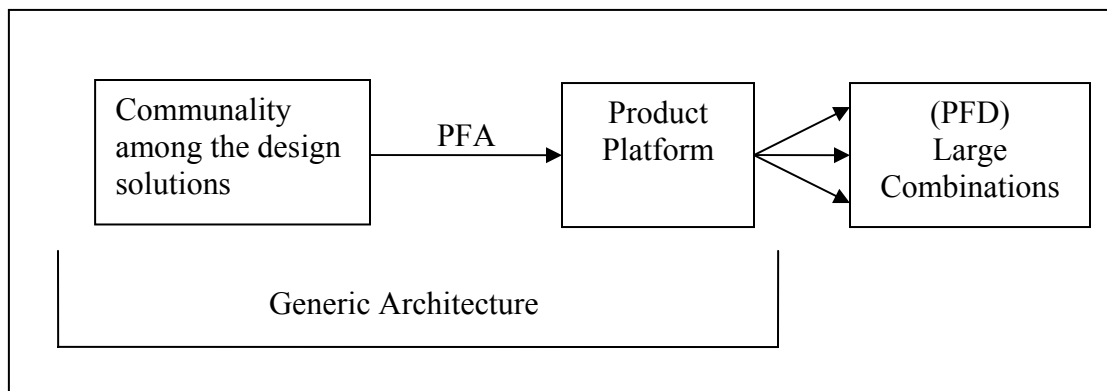 Communality
among the design
solutions
PFA
Product
Platform
(PFD)
Large
Combinations
Generic Architecture